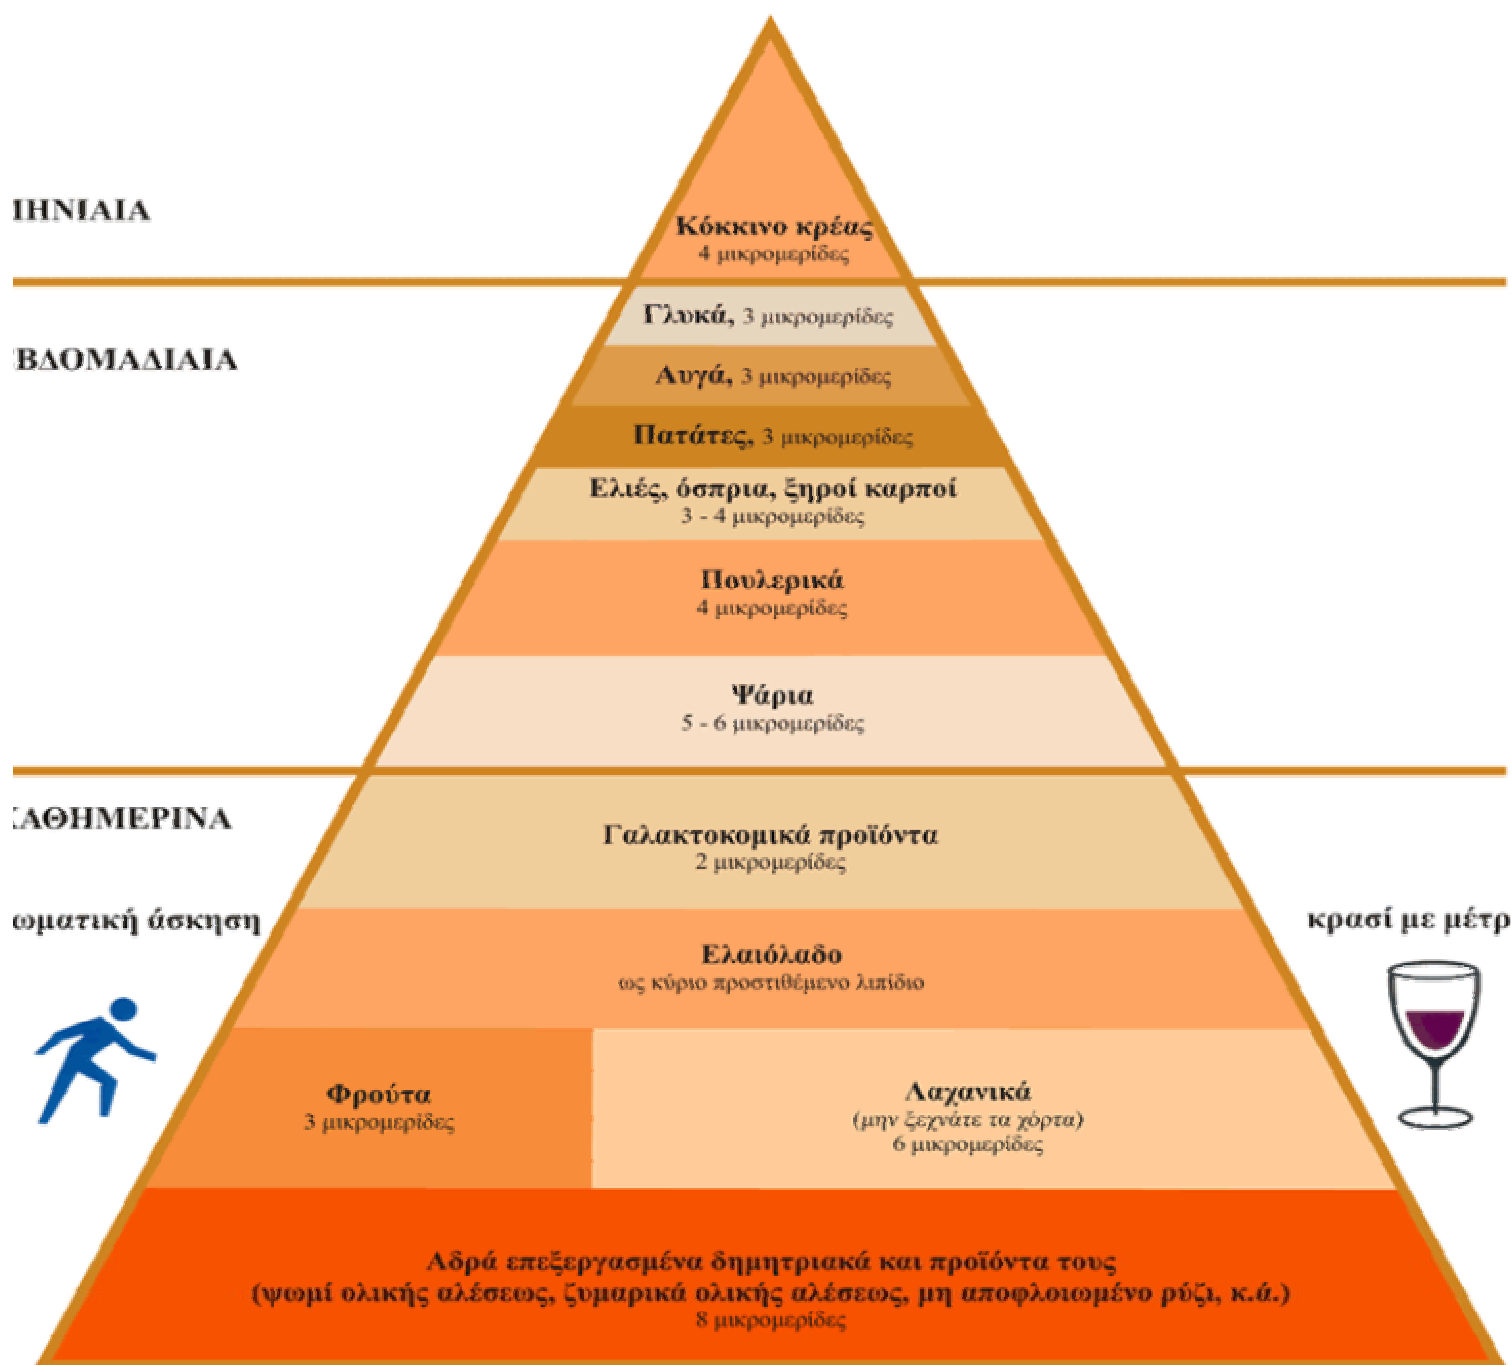 ΜΗΝΙΑΙΑ
Κόκκινο κρέας
4 μικρομερίδες
Γλυκά, 3 μικρομερίδες
ΕΒΔΟΜΑΔΙΑΙΑ
Αυγά, 3 μικρομερίδες
Πατάτες, 3 μικρομερίδες
Ελιές, όσπρια, ξηροί καρποί
3 - 4 μικρομερίδες
Πουλερικά
4 μικρομερίδες
Ψάρια
5 - 6 μικρομερίδες
ΚΑΘΗΜΕΡΙΝΑ
Γαλακτοκομικά προϊόντα
2 μικρομερίδες
ωματική άσκηση
κρασί με μέτρ
Ελαιόλαδο
ως κύριο προστιθέμενο λιπίδιο
Φρούτα
3 μικρομερίδες
Λαχανικά
(μην ξεχνάτε τα χόρτα)
6 μικρομερίδες
Αδρά επεξεργασμένα δημητριακά και προϊόντα τους
(ψωμί ολικής αλέσεως, ζυμαρικά ολικής αλέσεως, μη αποφλοιωμένο ρύζι, κ.ά.)
8 μικρομερίδες